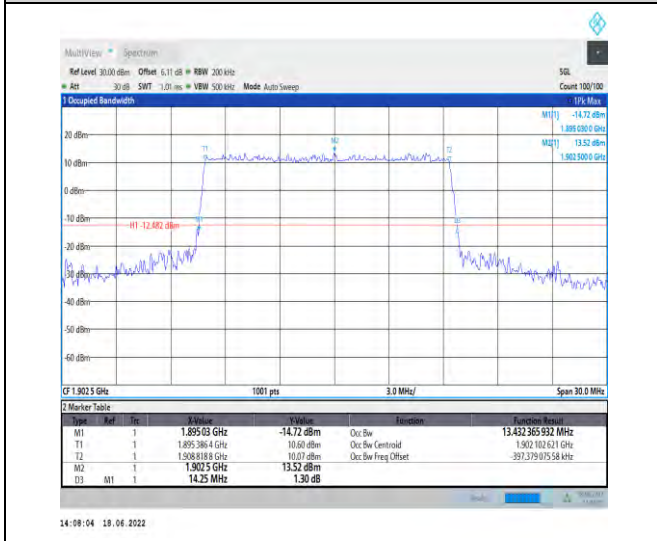 MultiView Spectrum
Ref Level 30.00 dBm Offset 6.11 dB RBW 200 kHz SGL
Att 30 dB SWT 1.01 ms VBW 500 kHz Mode Auto Sweep Count 100/100
1 Occupied Bandwidth 1Pk Max
M1[1] -14.72 dBm
1.895 030 0 GHz
M2[1] 13.52 dBm
1.902 500 0 GHz
20 dBm
M2
T1 T2
10 dBm
0 dBm
-10 dBm
H1 -12.482 dBm
-20 dBm
-30 dBm
-40 dBm
-50 dBm
-60 dBm
CF 1.902 5 GHz 1001 pts 3.0 MHz/ Span 30.0 MHz
2 Marker Table
Type Ref Trc X-Value Y-Value Function Function Result
M1 1 1.895 03 GHz -14.72 dBm Occ Bw 13.432 365 932 MHz
T1 1 1.895 386 4 GHz 10.60 dBm Occ Bw Centroid 1.902 102 621 GHz
T2 1 1.908 818 8 GHz 10.07 dBm Occ Bw Freq Offset -397.379 075 58 kHz
M2 1 1.902 5 GHz 13.52 dBm
D3 M1 1 14.25 MHz 1.30 dB
14:08:04 18.06.2022